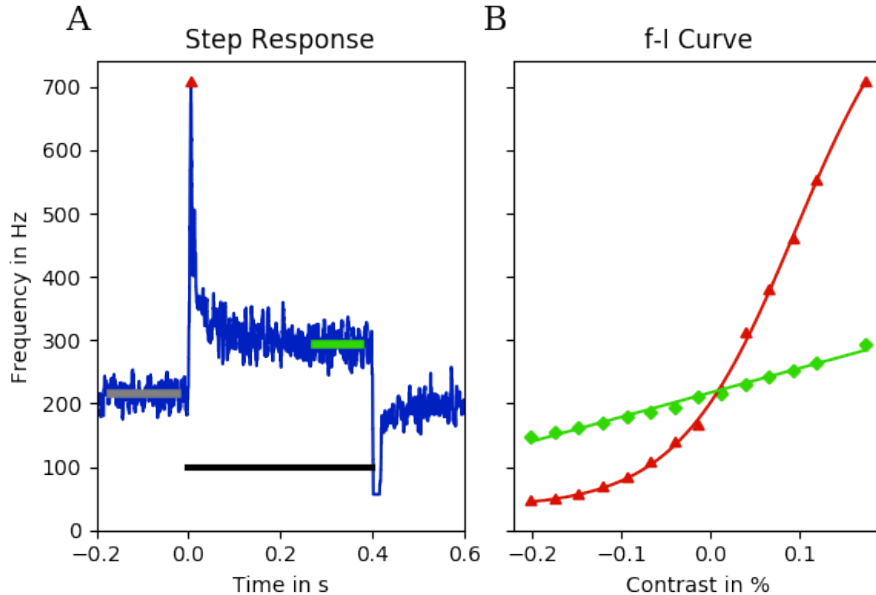 A
Step Response
Frequency in Hz
700
600
500
400
300
200
100
0
−0.2
0.0
0.2
0.4
0.6
Time in s
B
f-I Curve
−0.2
−0.1
0.0
0.1
Contrast in %